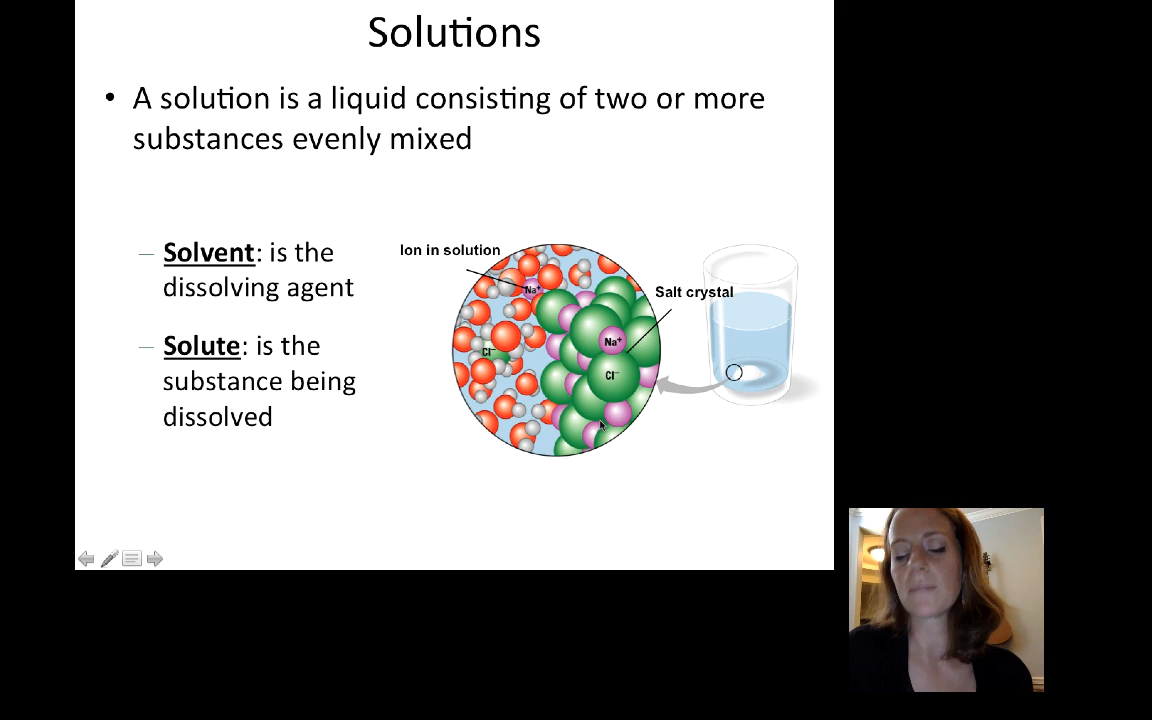 Solutions
• A solution is a liquid consisting of two or more
substances evenly mixed
– Solvent: is the
dissolving agent
– Solute: is the
substance being
dissolved
Ion in solution
Salt crystal
Na⁺
Na⁺
Cl⁻
Cl⁻